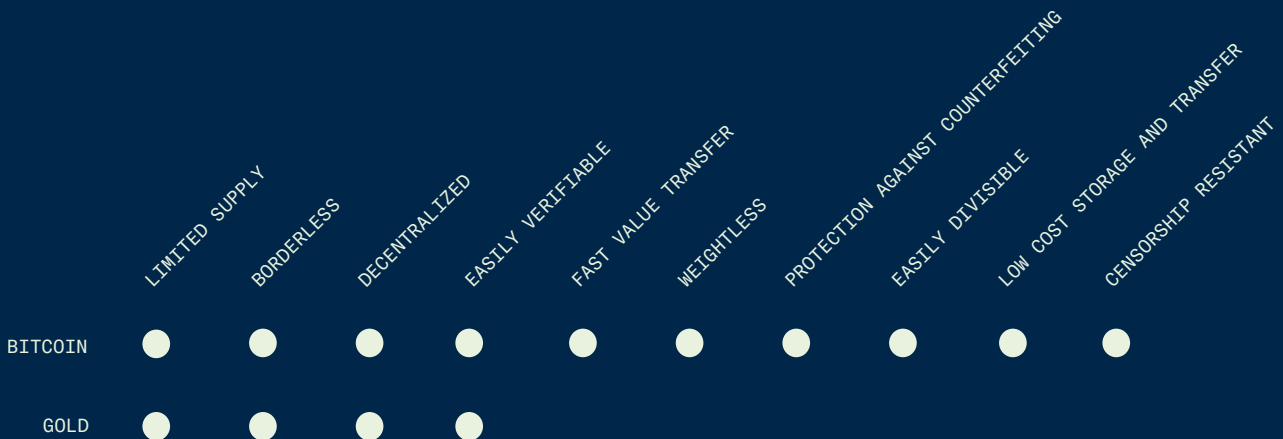 LIMITED SUPPLY
BORDERLESS
DECENTRALIZED
EASILY VERIFIABLE
FAST VALUE TRANSFER
WEIGHTLESS
PROTECTION AGAINST COUNTERFEITING
EASILY DIVISIBLE
LOW COST STORAGE AND TRANSFER
CENSORSHIP RESISTANT
BITCOIN
GOLD